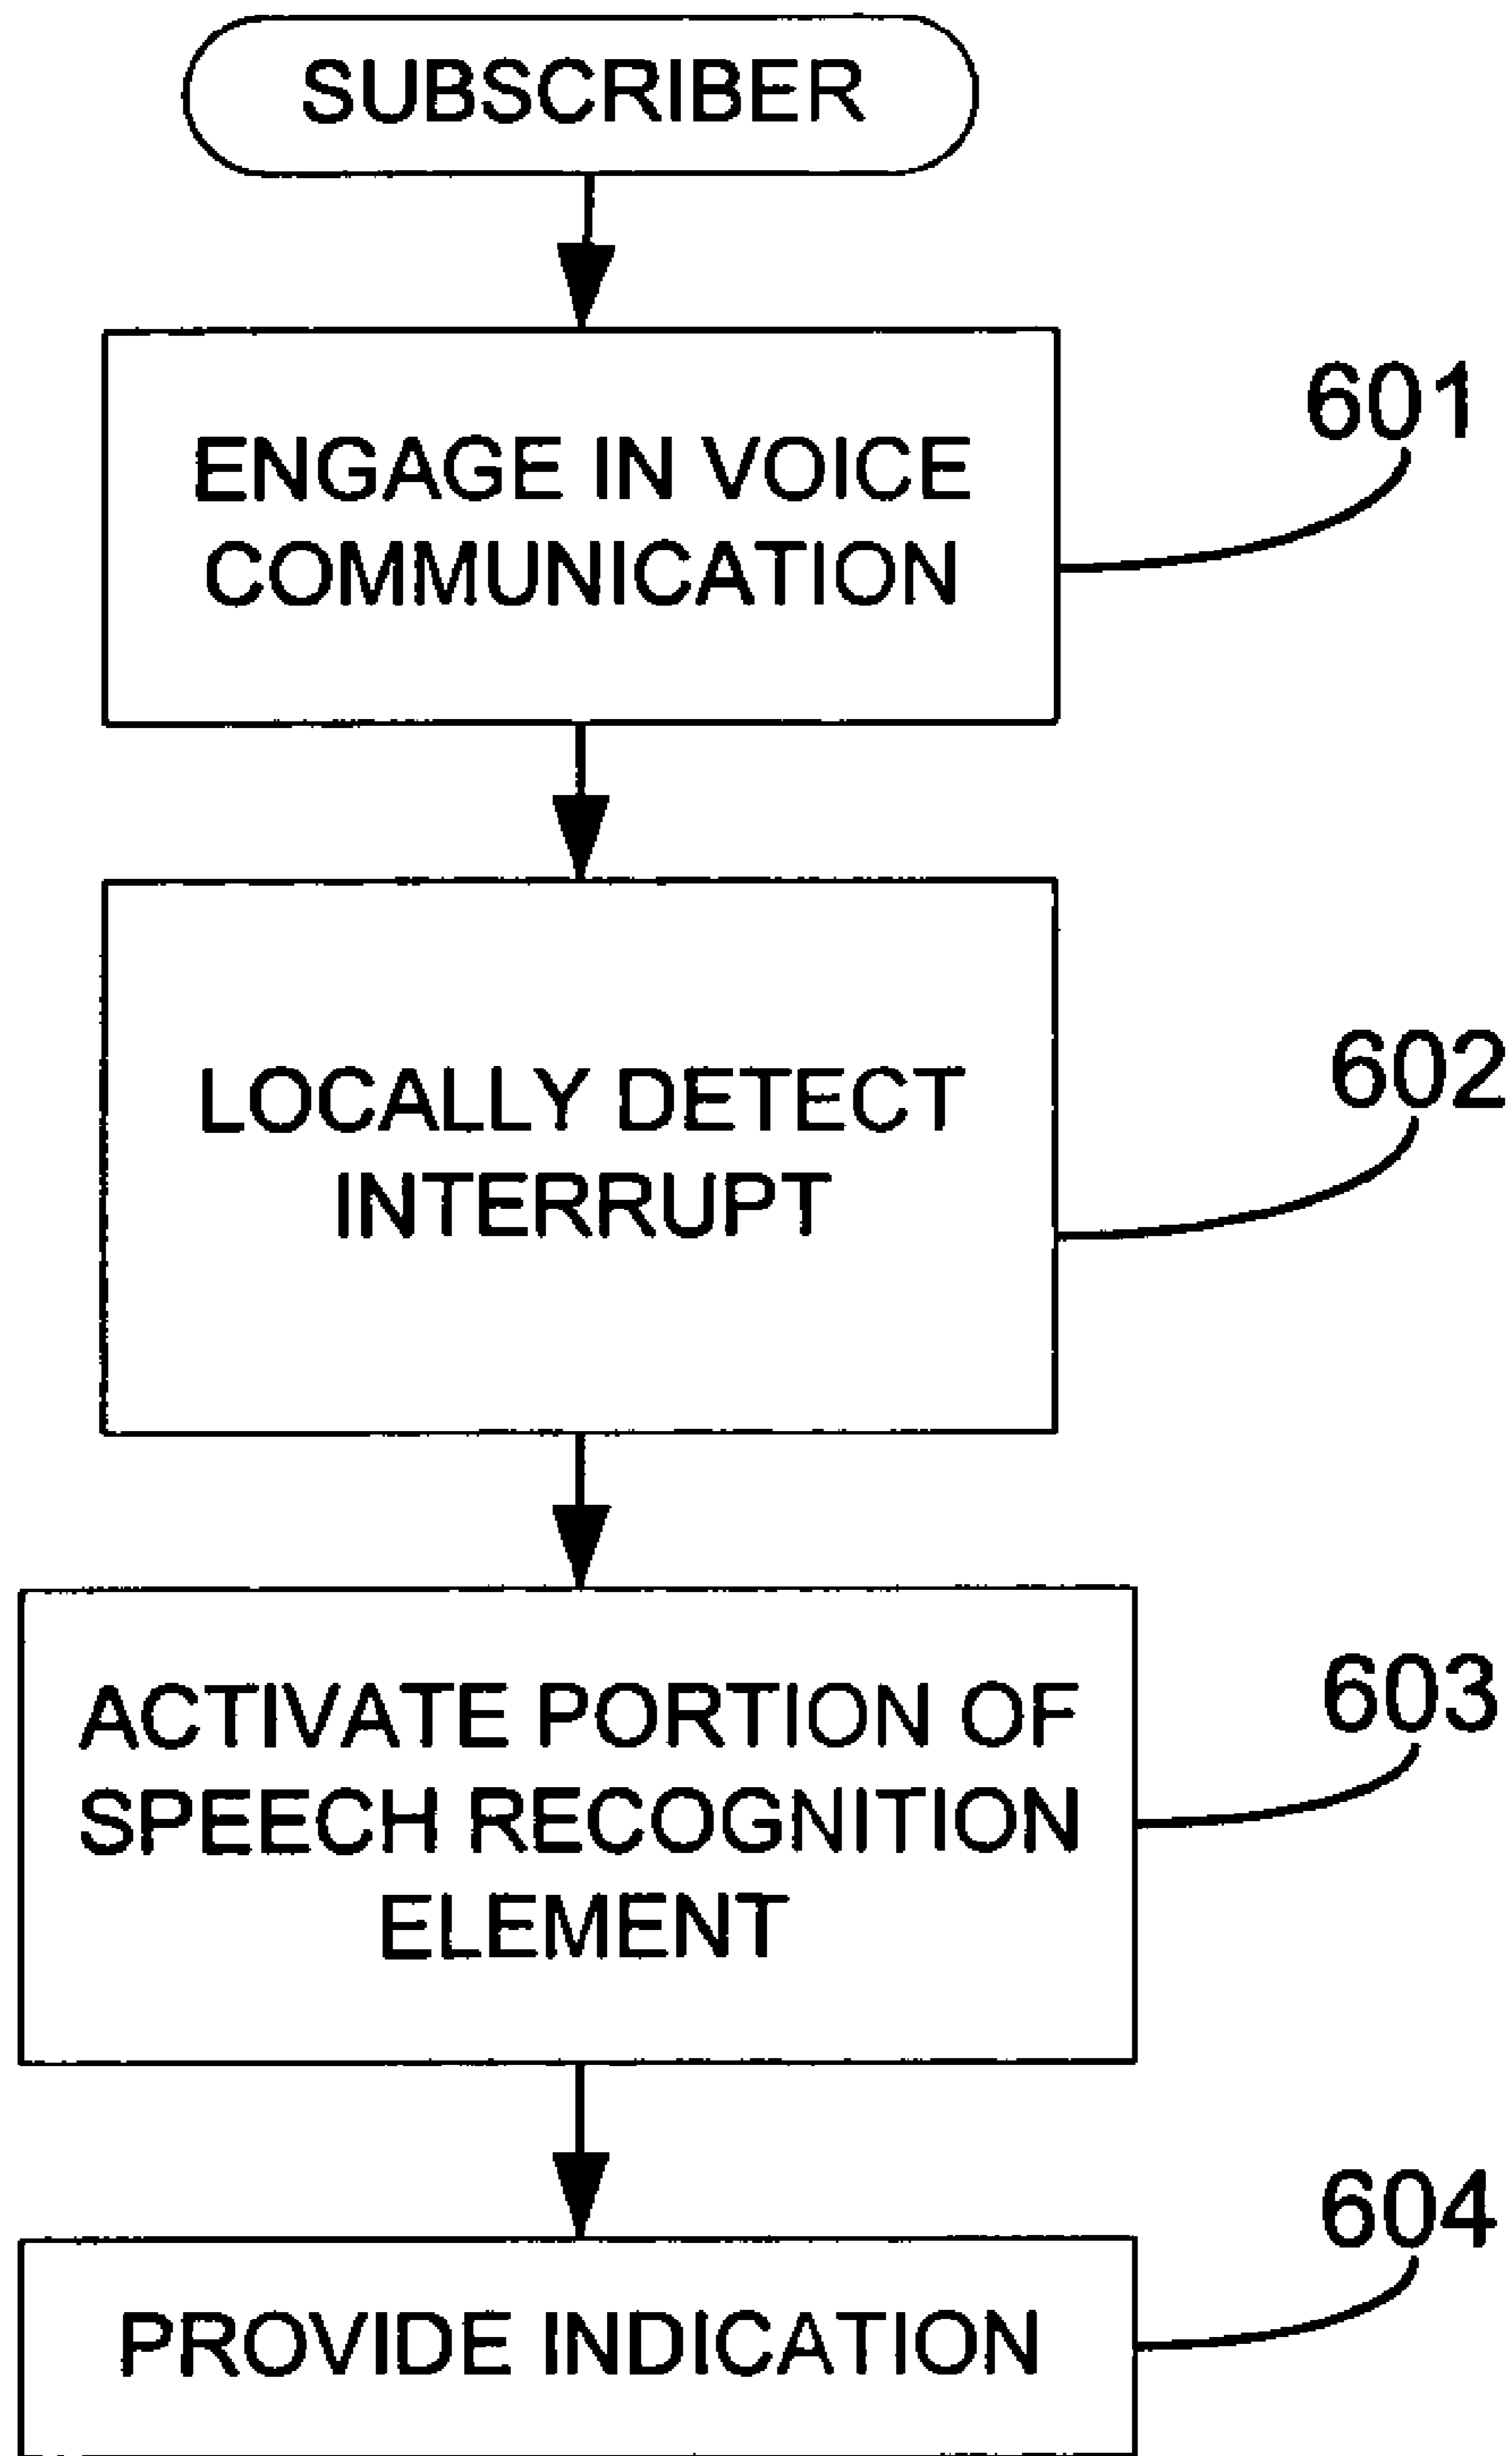 SUBSCRIBER
ENGAGE IN VOICE
COMMUNICATION
601
LOCALLY DETECT
INTERRUPT
602
ACTIVATE PORTION OF
SPEECH RECOGNITION
ELEMENT
603
PROVIDE INDICATION
604